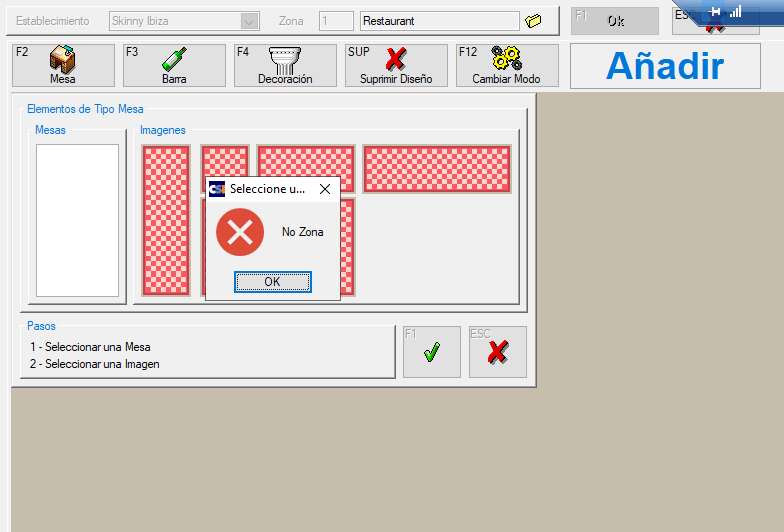 Establecimiento Skinny Ibiza Zona 1 Restaurant F1 Ok ESC
F2 Mesa
F3 Barra
F4 Decoración
SUP Suprimir Diseño
F12 Cambiar Modo
Añadir
Elementos de Tipo Mesa
Mesas
Imagenes
CSI Seleccione u...
No Zona
OK
Pasos
1 - Seleccionar una Mesa
2 - Seleccionar una Imagen
F1
ESC